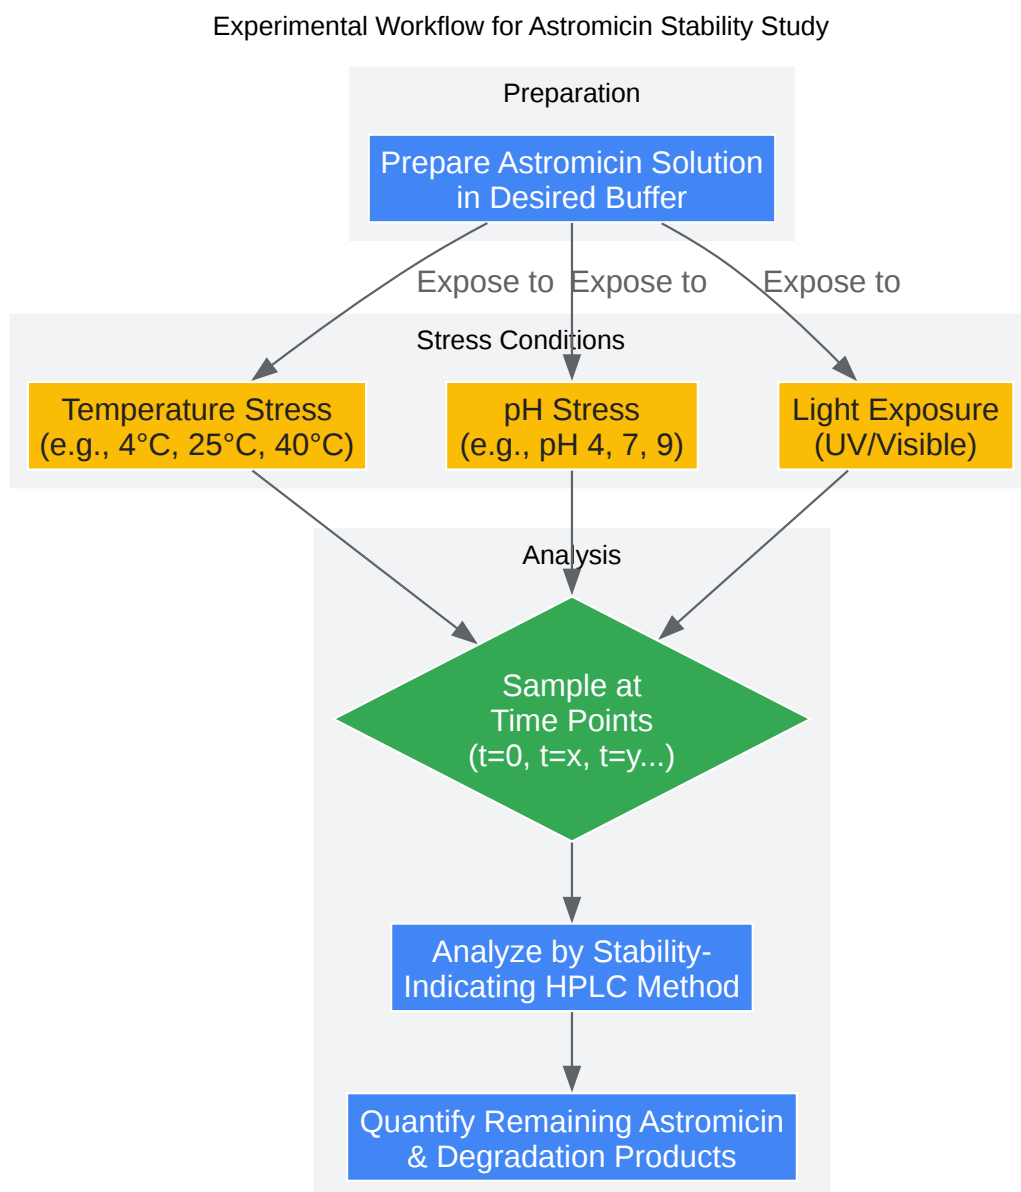 Experimental Workflow for Astromicin Stability Study
Preparation
Prepare Astromicin Solution
in Desired Buffer
Expose to
Expose to
Expose to
Stress Conditions
Temperature Stress
(e.g., 4°C, 25°C, 40°C)
pH Stress
(e.g., pH 4, 7, 9)
Light Exposure
(UV/Visible)
Analysis
Sample at
Time Points
(t=0, t=x, t=y...)
Analyze by Stability-
Indicating HPLC Method
Quantify Remaining Astromicin
& Degradation Products